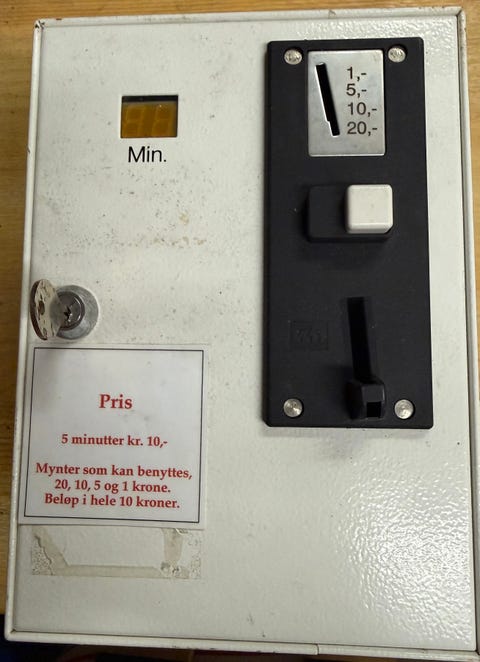 1,-
5,-
10,-
20,-
Min.
Pris
5 minutter kr. 10,-
Mynter som kan benyttes,
20, 10, 5 og 1 krone.
Beløp i hele 10 kroner.